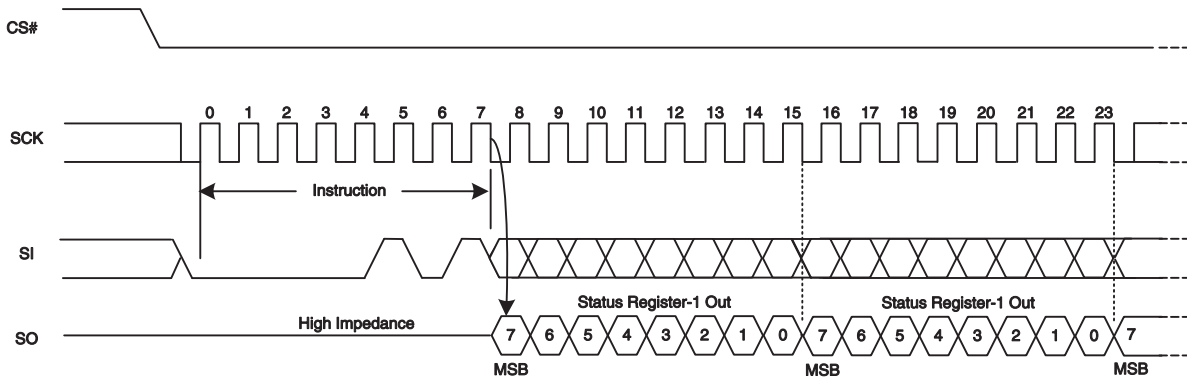 CS#
0 1 2 3 4 5 6 7 8 9 10 11 12 13 14 15 16 17 18 19 20 21 22 23
SCK
Instruction
SI
Status Register-1 Out Status Register-1 Out
High Impedance
SO 7 6 5 4 3 2 1 0 7 6 5 4 3 2 1 0 7
MSB MSB MSB